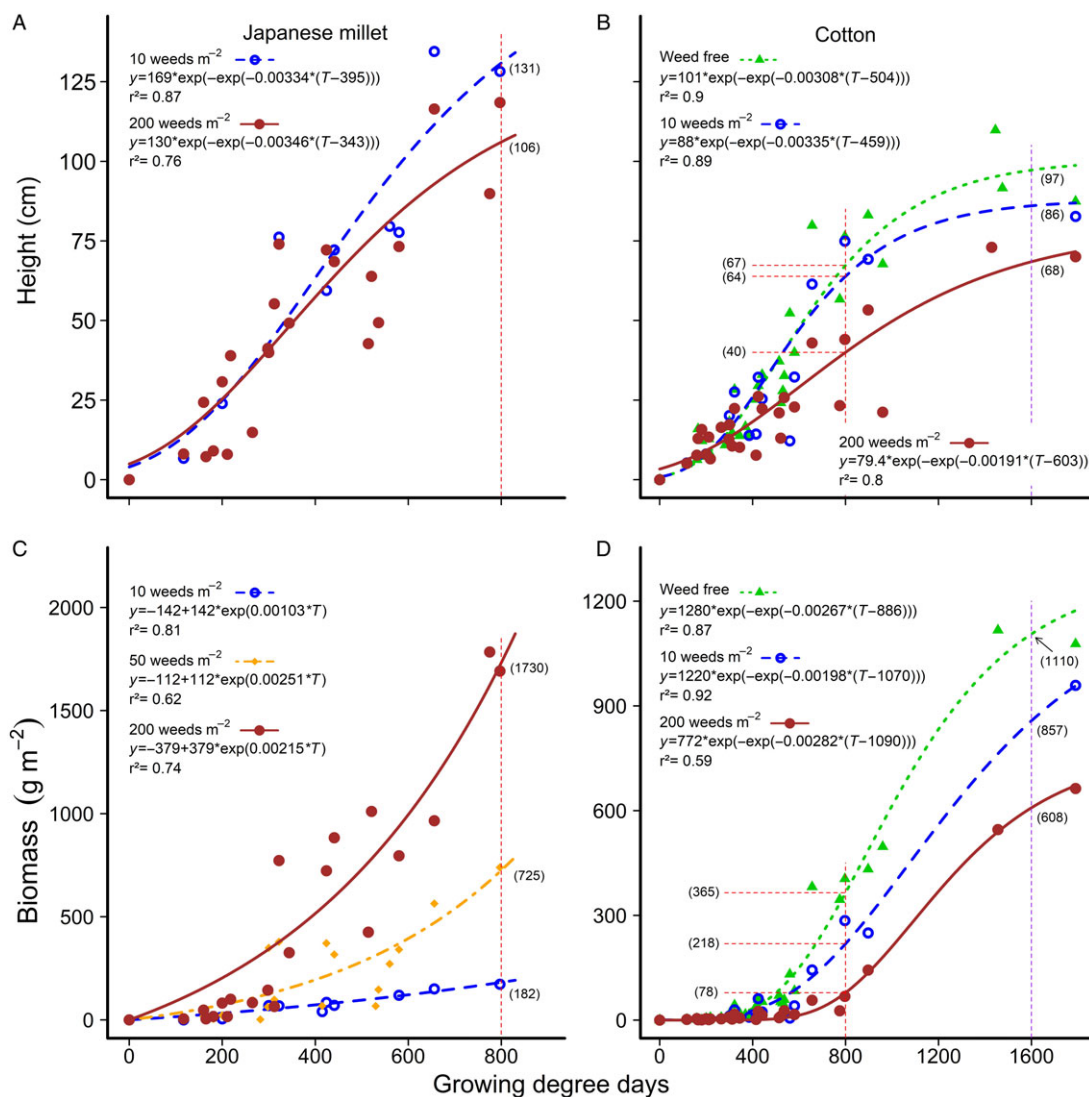 A
Japanese millet
10 weeds m⁻²
y=169*exp(−exp(−0.00334*(T−395)))
r²= 0.87
200 weeds m⁻²
y=130*exp(−exp(−0.00346*(T−343)))
r²= 0.76
(131)
(106)
125
100
75
50
25
0
Height (cm)
B
Cotton
Weed free
y=101*exp(−exp(−0.00308*(T−504)))
r²= 0.9
10 weeds m⁻²
y=88*exp(−exp(−0.00335*(T−459)))
r²= 0.89
(97)
(86)
(67)
(64)
(68)
(40)
200 weeds m⁻²
y=79.4*exp(−exp(−0.00191*(T−603)))
r²= 0.8
C
10 weeds m⁻²
y=−142+142*exp(0.00103*T)
r²= 0.81
50 weeds m⁻²
y=−112+112*exp(0.00251*T)
r²= 0.62
200 weeds m⁻²
y=−379+379*exp(0.00215*T)
r²= 0.74
(1730)
(725)
(182)
2000
1500
1000
500
0
Biomass (g m⁻²)
0 200 400 600 800
D
Weed free
y=1280*exp(−exp(−0.00267*(T−886)))
r²= 0.87
10 weeds m⁻²
y=1220*exp(−exp(−0.00198*(T−1070)))
r²= 0.92
200 weeds m⁻²
y=772*exp(−exp(−0.00282*(T−1090)))
r²= 0.59
(1110)
(857)
(608)
(365)
(218)
(78)
1200
900
600
300
0
0 400 800 1200 1600
Growing degree days